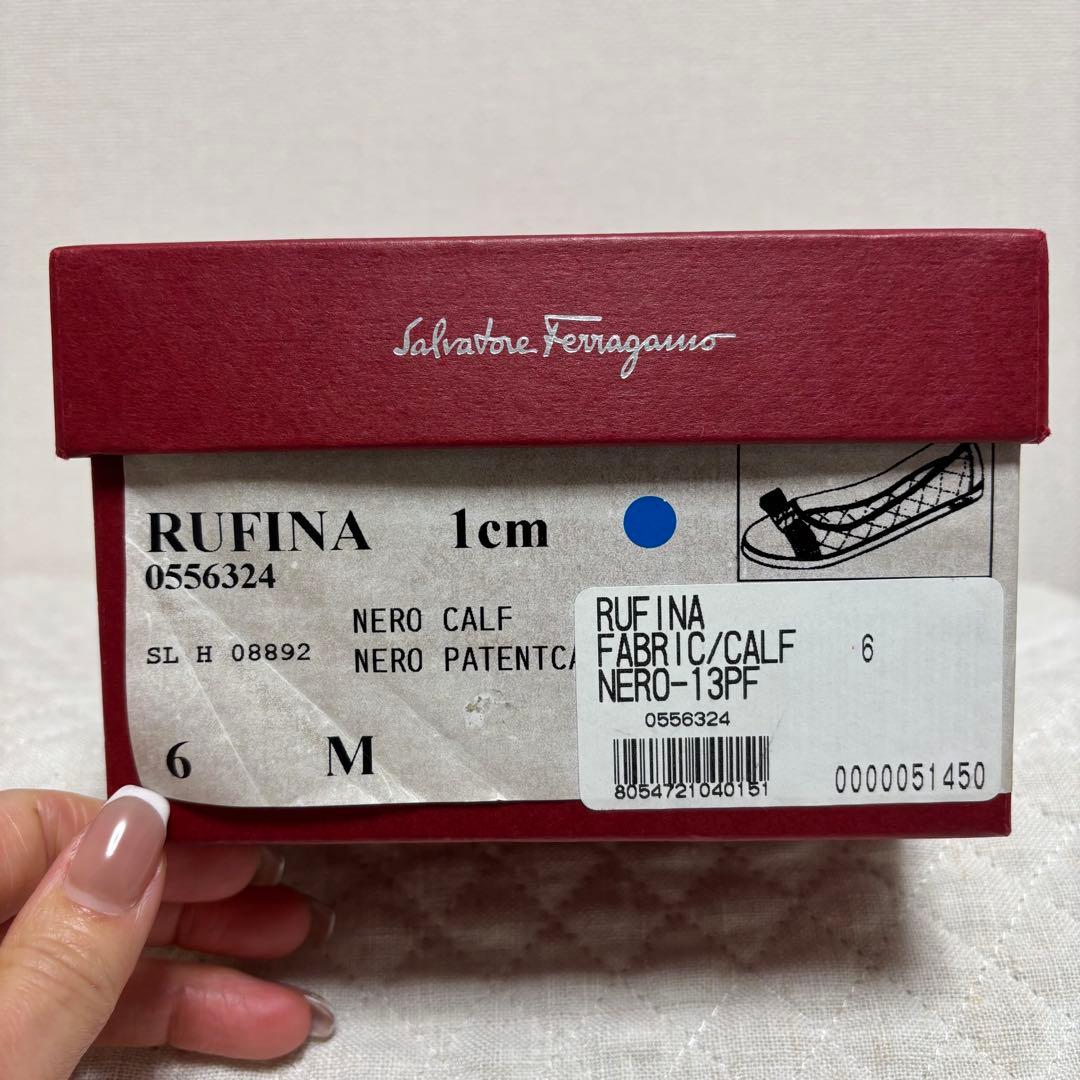 Salvatore Ferragamo
RUFINA 1cm
0556324
NERO CALF
SL H 08892 NERO PATENTCA
6 M
RUFINA
FABRIC/CALF 6
NERO-13PF
0556324
8054721040151
0000051450